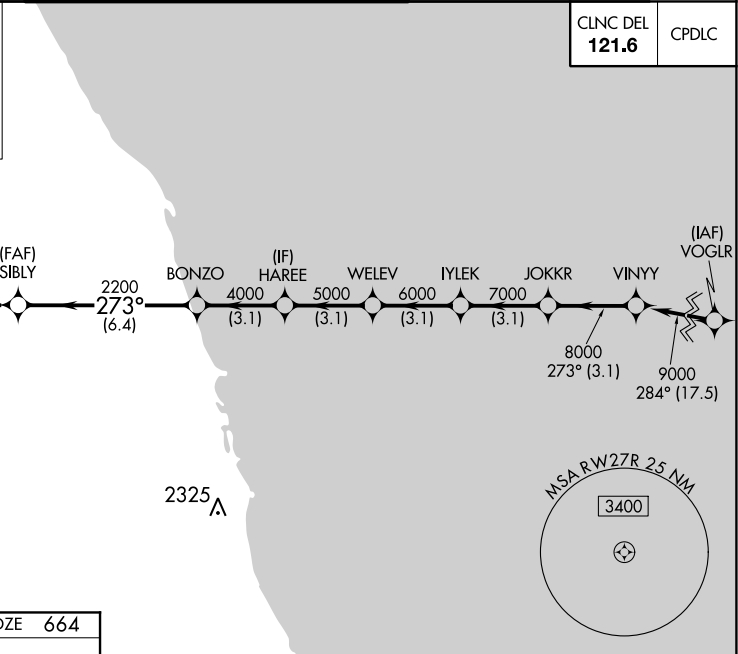 CLNC DEL
121.6
CPDLC
(IAF)
VOGLR
(FAF)
SIBLY
BONZO
(IF)
HAREE
WELEV
IYLEK
JOKKR
VINYY
2200
273°
(6.4)
4000
(3.1)
5000
(3.1)
6000
(3.1)
7000
(3.1)
8000
273° (3.1)
9000
284° (17.5)
2325
MSA RW27R 25 NM
3400
DZE 664